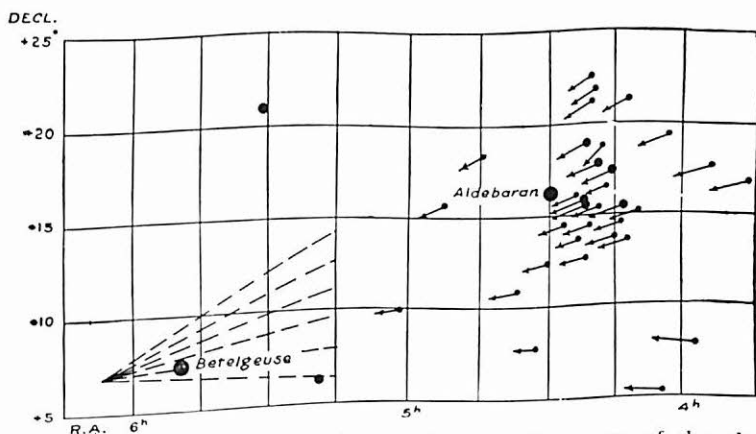 DECL.
+25°
+20
+15
+10
+5
Aldebaran
Betelgeuse
R.A. 6h 5h 4h